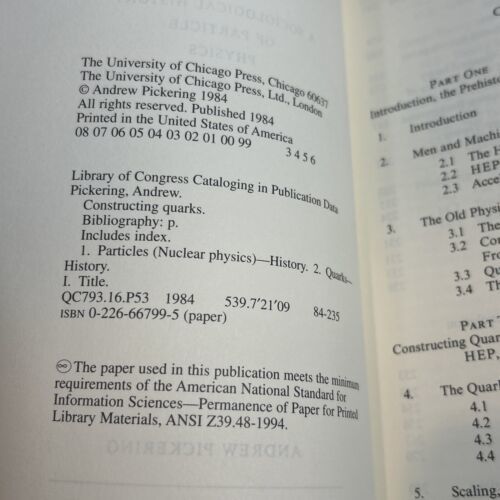 The University of Chicago Press, Chicago 60637
The University of Chicago Press, Ltd., London
© Andrew Pickering 1984
All rights reserved. Published 1984
Printed in the United States of America
08 07 06 05 04 03 02 01 00 99
3 4 5 6
Library of Congress Cataloging in Publication Data
Pickering, Andrew.
Constructing quarks.
Bibliography: p.
Includes index.
1. Particles (Nuclear physics)—History. 2. Quarks—
History.
I. Title.
QC793.16.P53 1984 539.7'21'09 84-235
ISBN 0-226-66799-5 (paper)
The paper used in this publication meets the minimum
requirements of the American National Standard for
Information Sciences—Permanence of Paper for Printed
Library Materials, ANSI Z39.48-1994.
PART ONE
Introduction, the Prehisto
1. Introduction
2. Men and Machi
2.1 The H
2.2 HEP
2.3 Acce
3. The Old Physi
3.1 The
3.2 Con
Fro
3.3 Qu
3.4 Th
PART T
Constructing Quar
HEP,
4. The Quark
4.1
4.2
4.3
4.4
5. Scaling,